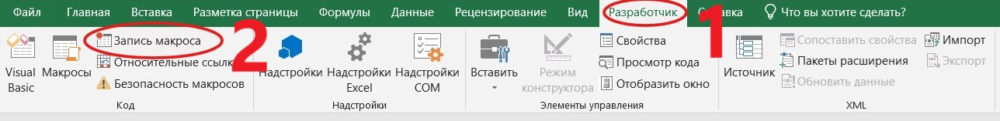 Файл Главная Вставка Разметка страницы Формулы Данные Рецензирование Вид Разработчик Справка Что вы хотите сделать?
1
2
Visual Basic
Макросы
Запись макроса
Относительные ссылки
Безопасность макросов
Код
Надстройки
Надстройки Excel
Надстройки COM
Надстройки
Вставить
Режим конструктора
Свойства
Просмотр кода
Отобразить окно
Элементы управления
Источник
Сопоставить свойства
Пакеты расширения
Обновить данные
Импорт
Экспорт
XML